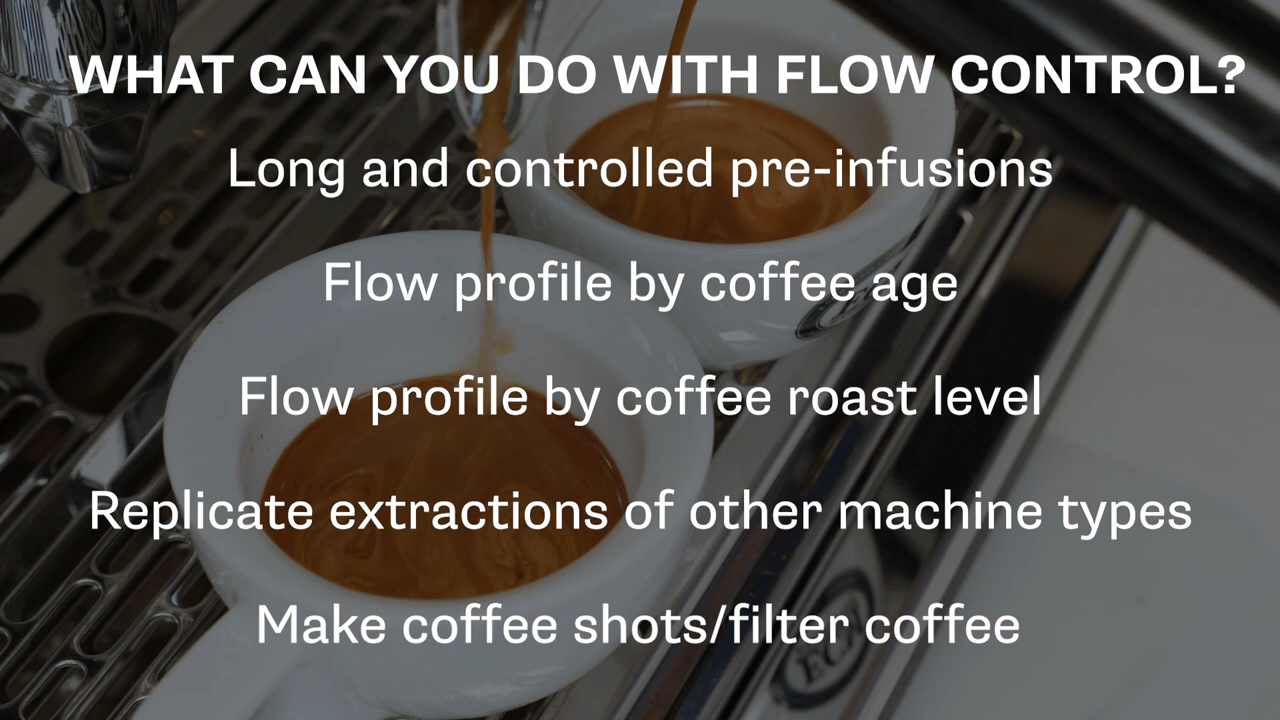 WHAT CAN YOU DO WITH FLOW CONTROL?
Long and controlled pre-infusions
Flow profile by coffee age
Flow profile by coffee roast level
Replicate extractions of other machine types
Make coffee shots/filter coffee
ECM